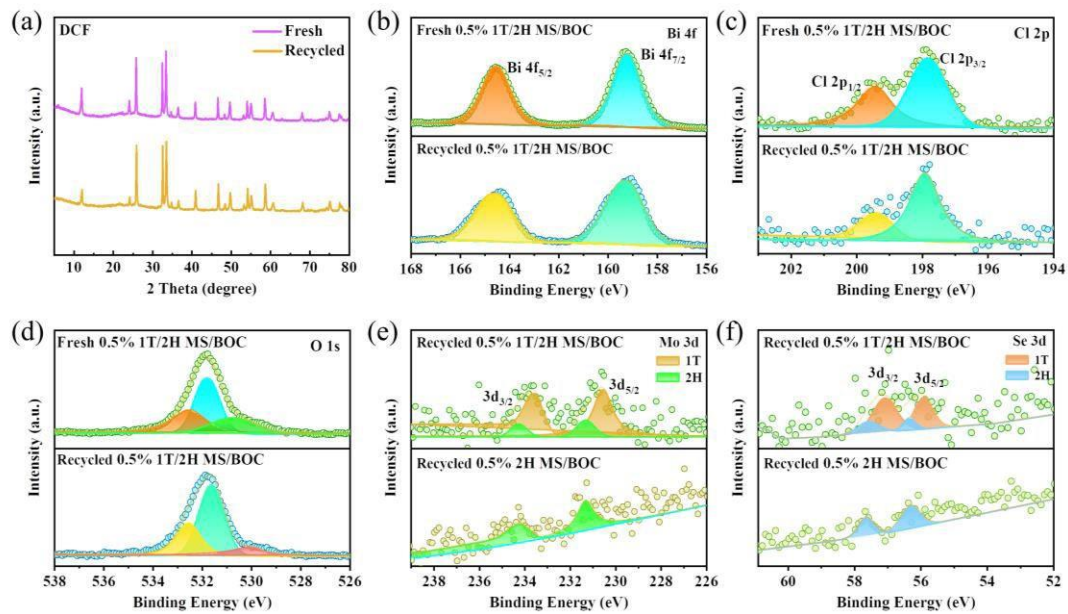 (a)
DCF
Fresh
Recycled
Intensity (a.u.)
5 10 20 30 40 50 60 70 80
2 Theta (degree)
(b)
Fresh 0.5% 1T/2H MS/BOC
Bi 4f
Bi 4f5/2
Bi 4f7/2
Recycled 0.5% 1T/2H MS/BOC
Intensity (a.u.)
168 166 164 162 160 158 156
Binding Energy (eV)
(c)
Fresh 0.5% 1T/2H MS/BOC
Cl 2p
Cl 2p1/2
Cl 2p3/2
Recycled 0.5% 1T/2H MS/BOC
Intensity (a.u.)
202 200 198 196 194
Binding Energy (eV)
(d)
Fresh 0.5% 1T/2H MS/BOC
O 1s
Recycled 0.5% 1T/2H MS/BOC
Intensity (a.u.)
538 536 534 532 530 528 526
Binding Energy (eV)
(e)
Recycled 0.5% 1T/2H MS/BOC
Mo 3d
1T
2H
3d3/2
3d5/2
Recycled 0.5% 2H MS/BOC
Intensity (a.u.)
238 236 234 232 230 228 226
Binding Energy (eV)
(f)
Recycled 0.5% 1T/2H MS/BOC
Se 3d
1T
2H
3d3/2
3d5/2
Recycled 0.5% 2H MS/BOC
Intensity (a.u.)
60 58 56 54 52
Binding Energy (eV)